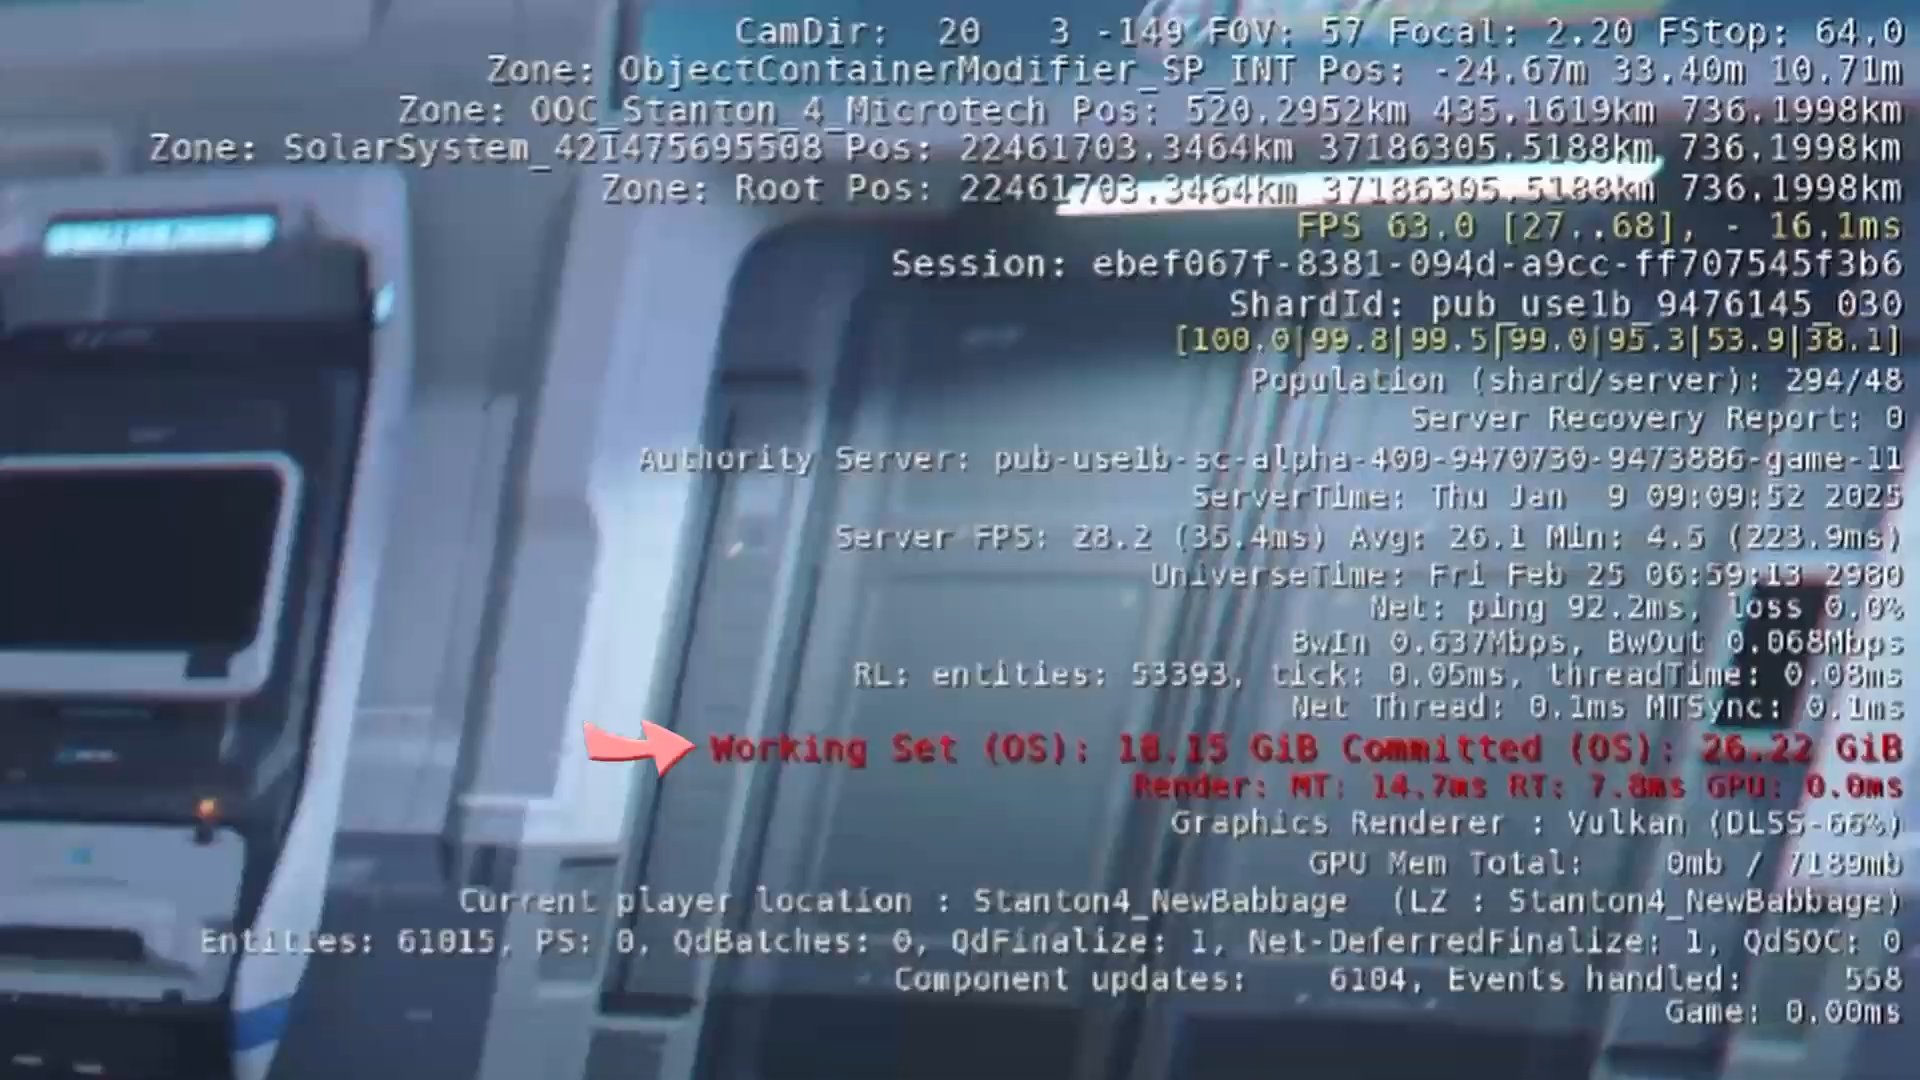 CamDir: 20 3 -149 FOV: 57 Focal: 2.20 FStop: 64.0
Zone: ObjectContainerModifier_SP_INT Pos: -24.67m 33.40m 10.71m
Zone: OOC_Stanton_4_Microtech Pos: 520.2952km 435.1619km 736.1998km
Zone: SolarSystem_421475695508 Pos: 22461703.3464km 37186305.5188km 736.1998km
Zone: Root Pos: 22461703.3464km 37186305.5188km 736.1998km
FPS 63.0 [27..68], - 16.1ms
Session: ebef067f-8381-094d-a9cc-ff707545f3b6
ShardId: pub_use1b_9476145_030
[100.0|99.8|99.5|99.0|95.3|53.9|38.1]
Population (shard/server): 294/48
Server Recovery Report: 0
Authority Server: pub-use1b-sc-alpha-400-9470730-9473886-game-11
ServerTime: Thu Jan 9 09:09:52 2025
Server FPS: 28.2 (35.4ms) Avg: 26.1 Min: 4.5 (223.9ms)
UniverseTime: Fri Feb 25 06:59:13 2980
Net: ping 92.2ms, loss 0.0%
BwIn 0.637Mbps, BwOut 0.068Mbps
RL: entities: 53393, tick: 0.05ms, threadTime: 0.08ms
Net Thread: 0.1ms MTSync: 0.1ms
Working Set (OS): 18.15 GiB Committed (OS): 26.22 GiB
Render: MT: 14.7ms RT: 7.8ms GPU: 0.0ms
Graphics Renderer : Vulkan (DLSS-66%)
GPU Mem Total: 0mb / 7189mb
Current player location : Stanton4_NewBabbage (LZ : Stanton4_NewBabbage)
Entities: 61015, PS: 0, QdBatches: 0, QdFinalize: 1, Net-DeferredFinalize: 1, QdSOC: 0
Component updates: 6104, Events handled: 558
Game: 0.00ms